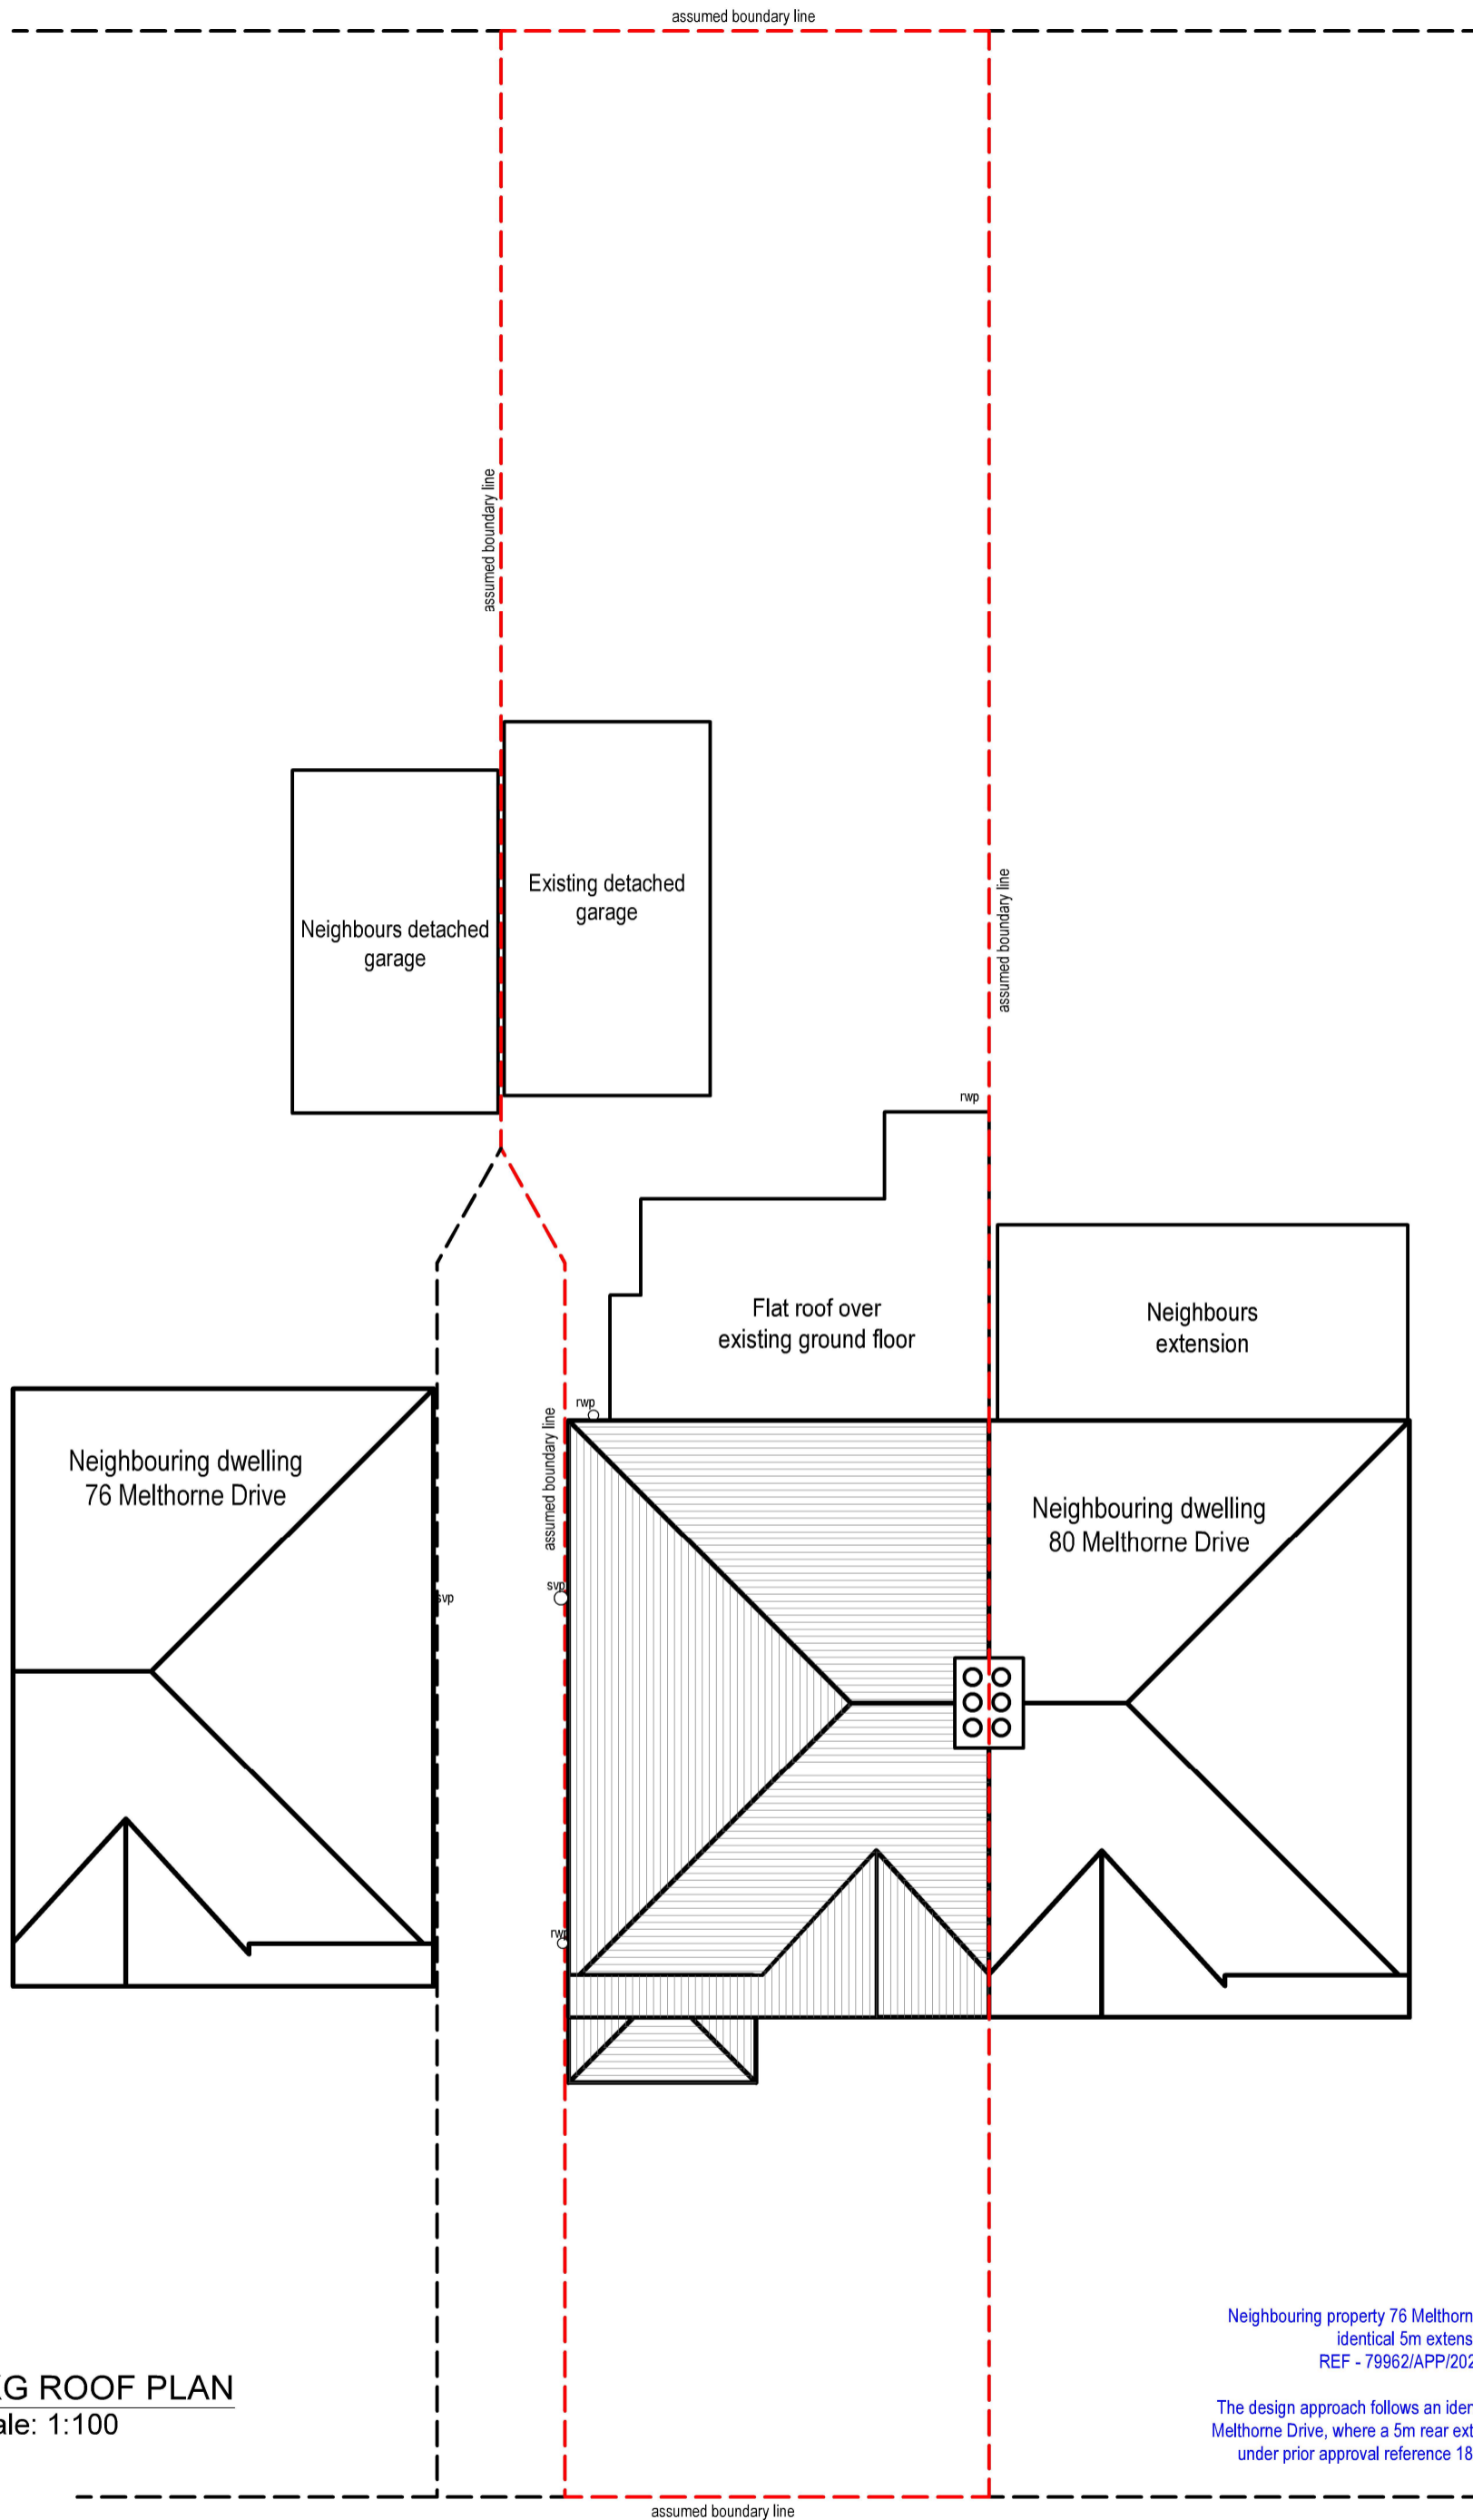 assumed boundary line
assumed boundary line
assumed boundary line
Existing detached
garage
Neighbours detached
garage
rwp
Flat roof over
existing ground floor
Neighbours
extension
rwp
assumed boundary line
Neighbouring dwelling
76 Melthorne Drive
Neighbouring dwelling
80 Melthorne Drive
svp
svp
rwp
Neighbouring property 76 Melthorn
identical 5m extens
REF - 79962/APP/202
The design approach follows an iden
Melthorne Drive, where a 5m rear ext
under prior approval reference 18
G ROOF PLAN
ale: 1:100
assumed boundary line